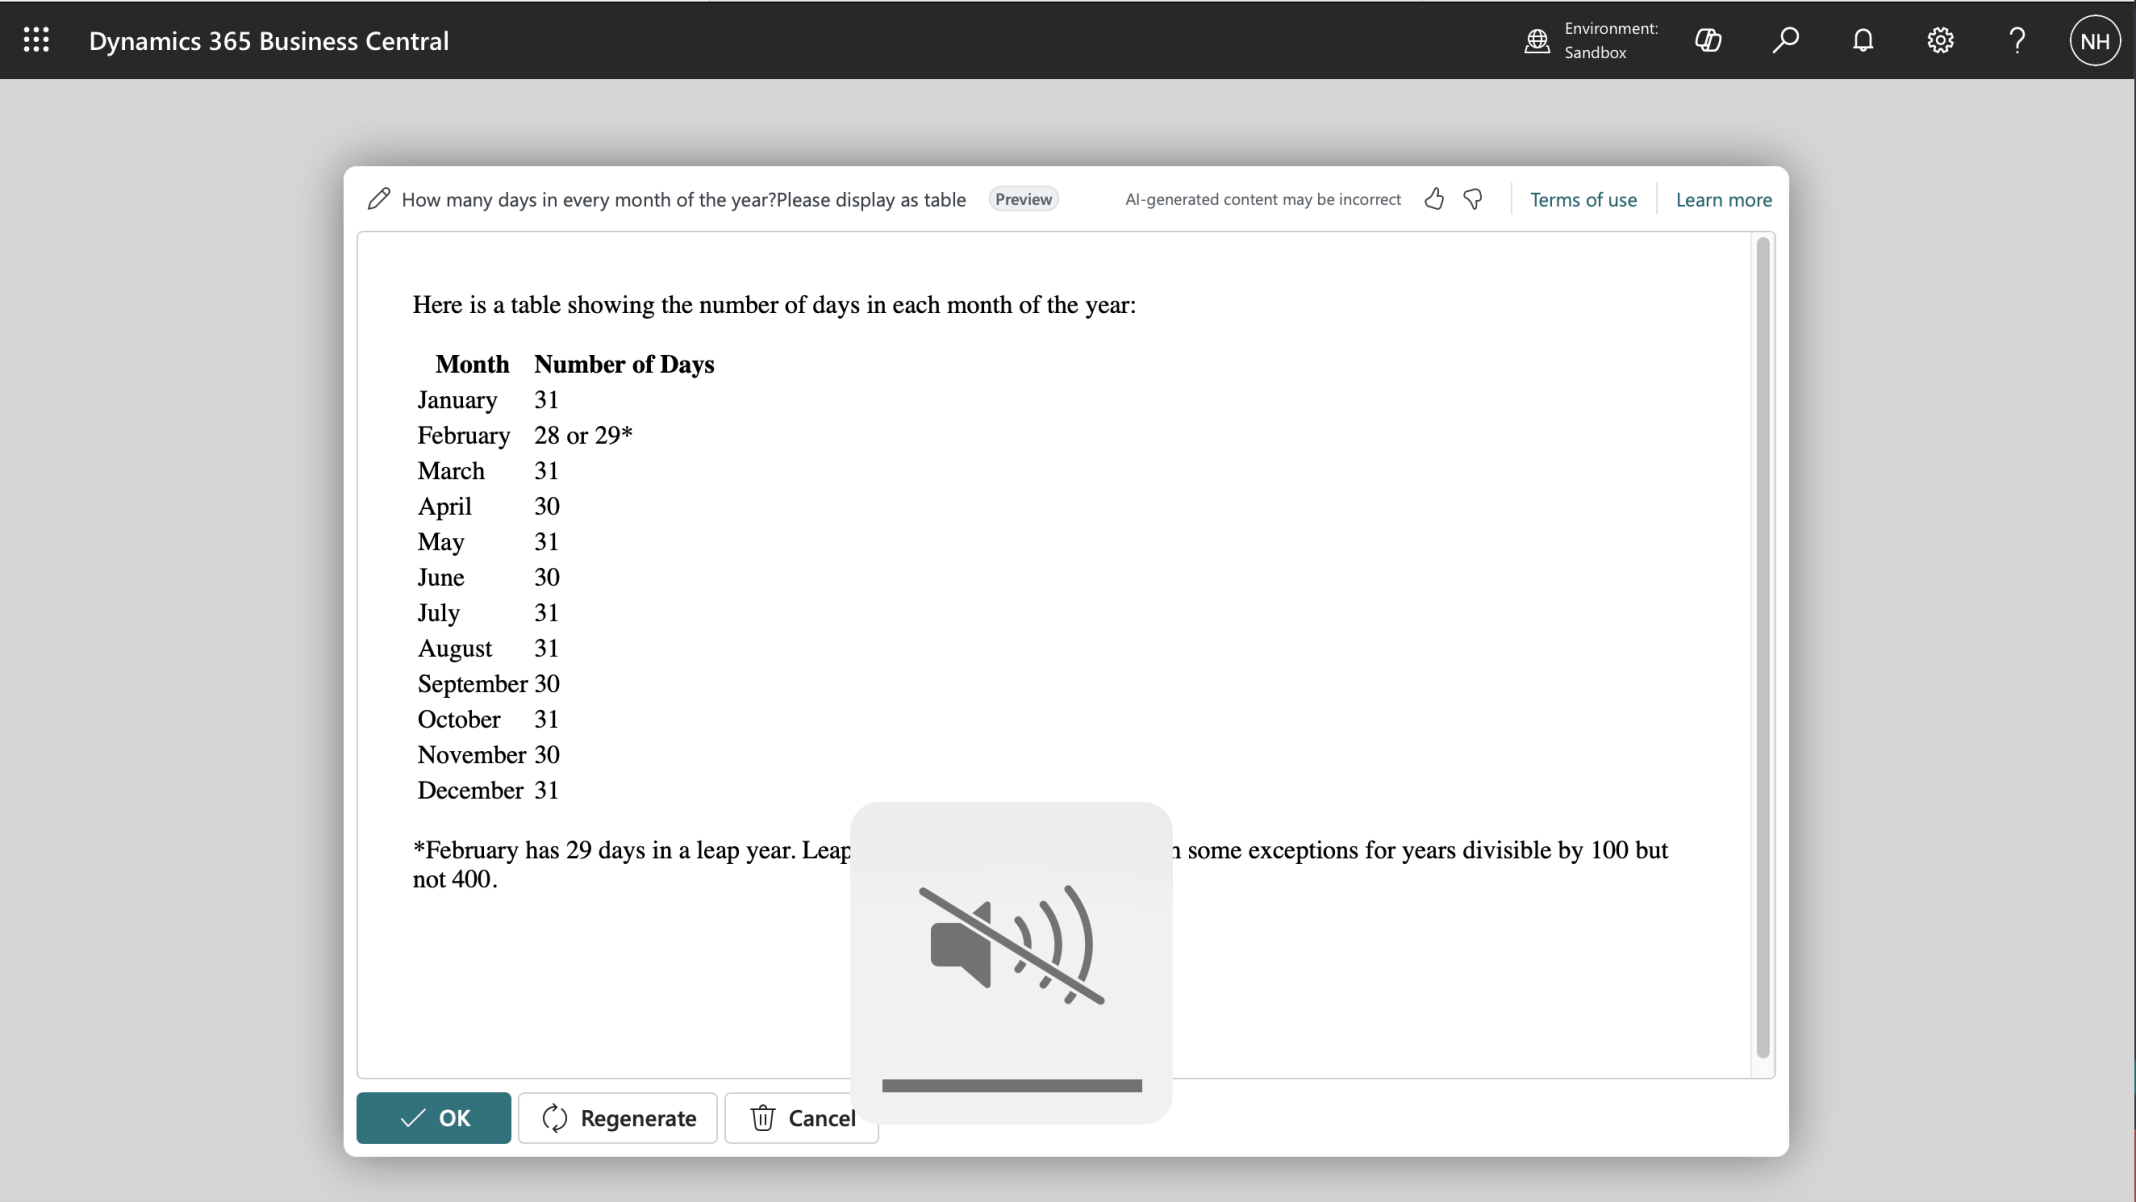 Dynamics 365 Business Central
Environment:
Sandbox
NH
How many days in every month of the year?Please display as table
Preview
AI-generated content may be incorrect
Terms of use
Learn more
Here is a table showing the number of days in each month of the year:
Month Number of Days
January 31
February 28 or 29*
March 31
April 30
May 31
June 30
July 31
August 31
September 30
October 31
November 30
December 31
*February has 29 days in a leap year. some exceptions for years divisible by 100 but
not 400.
OK
Regenerate
Cancel